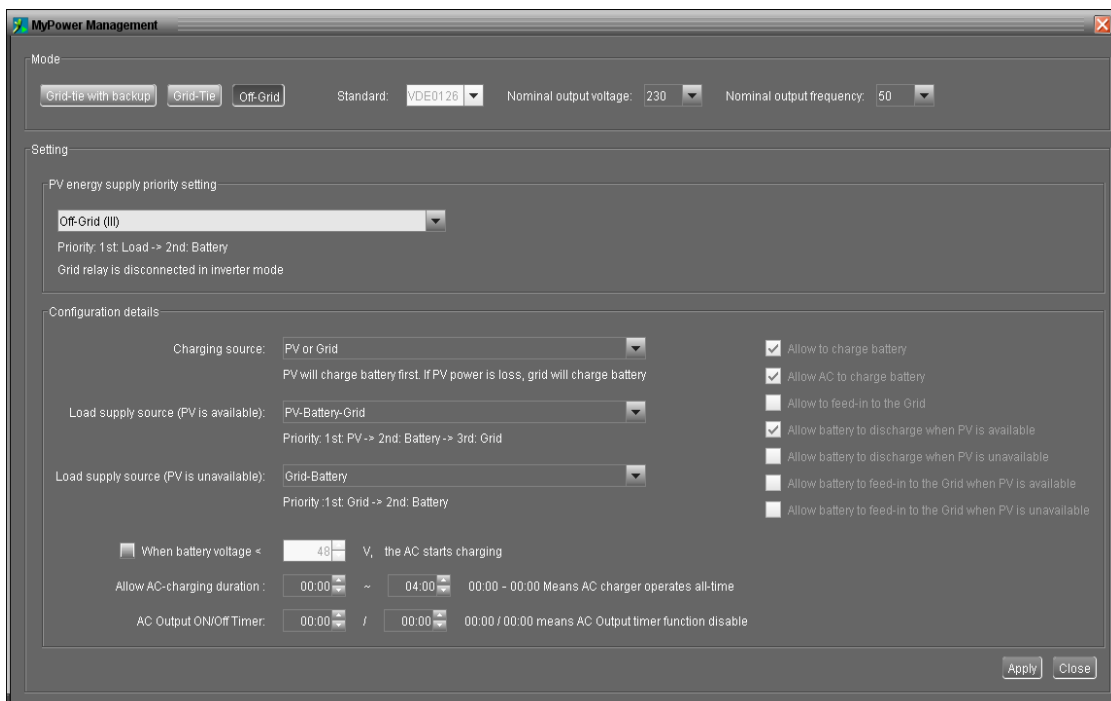 MyPower Management
Mode
Grid-tie with backup Grid-Tie Off-Grid Standard: VDE0126 Nominal output voltage: 230 Nominal output frequency: 50
Setting
PV energy supply priority setting
Off-Grid (III)
Priority: 1st: Load -> 2nd: Battery
Grid relay is disconnected in inverter mode
Configuration details
Charging source: PV or Grid
PV will charge battery first. If PV power is loss, grid will charge battery
Load supply source (PV is available): PV-Battery-Grid
Priority: 1st: PV -> 2nd: Battery -> 3rd: Grid
Load supply source (PV is unavailable): Grid-Battery
Priority :1st: Grid -> 2nd: Battery
Allow to charge battery
Allow AC to charge battery
Allow to feed-in to the Grid
Allow battery to discharge when PV is available
Allow battery to discharge when PV is unavailable
Allow battery to feed-in to the Grid when PV is available
Allow battery to feed-in to the Grid when PV is unavailable
When battery voltage < 48 V, the AC starts charging
Allow AC-charging duration : 00:00 ~ 04:00 00:00 - 00:00 Means AC charger operates all-time
AC Output ON/Off Timer: 00:00 / 00:00 00:00 / 00:00 means AC Output timer function disable
Apply Close